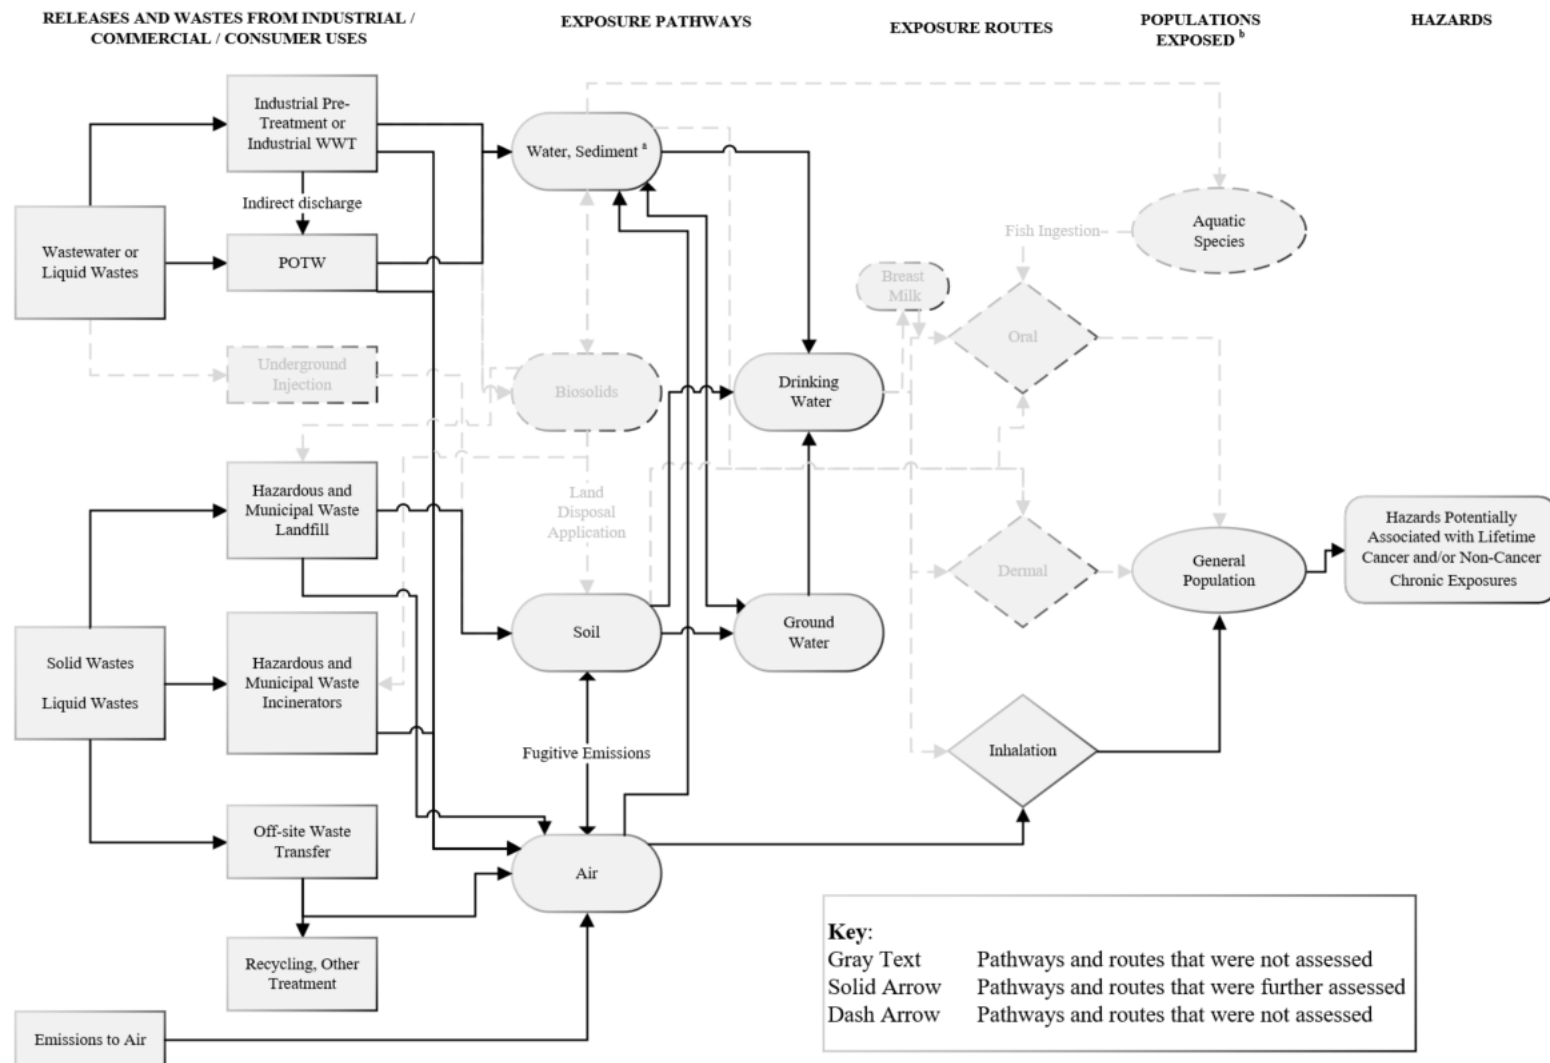 RELEASES AND WASTES FROM INDUSTRIAL /
COMMERCIAL / CONSUMER USES
EXPOSURE PATHWAYS
EXPOSURE ROUTES
POPULATIONS
EXPOSED b
HAZARDS
Industrial Pre-
Treatment or
Industrial WWT
Water, Sediment a
Indirect discharge
Wastewater or
Liquid Wastes
POTW
Fish Ingestion
Aquatic
Species
Breast
Milk
Oral
Underground
Injection
Biosolids
Drinking
Water
Hazardous and
Municipal Waste
Landfill
Land
Disposal
Application
Dermal
General
Population
Hazards Potentially
Associated with Lifetime
Cancer and/or Non-Cancer
Chronic Exposures
Soil
Ground
Water
Solid Wastes
Liquid Wastes
Hazardous and
Municipal Waste
Incinerators
Fugitive Emissions
Inhalation
Off-site Waste
Transfer
Air
Recycling, Other
Treatment
Emissions to Air
Key:
Gray Text Pathways and routes that were not assessed
Solid Arrow Pathways and routes that were further assessed
Dash Arrow Pathways and routes that were not assessed